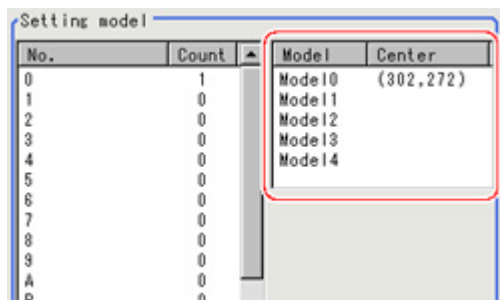 Setting model
No. Count Model Center
0 1 Model0 (302,272)
1 0 Model1
2 0 Model2
3 0 Model3
4 0 Model4
5 0
6 0
7 0
8 0
9 0
A 0